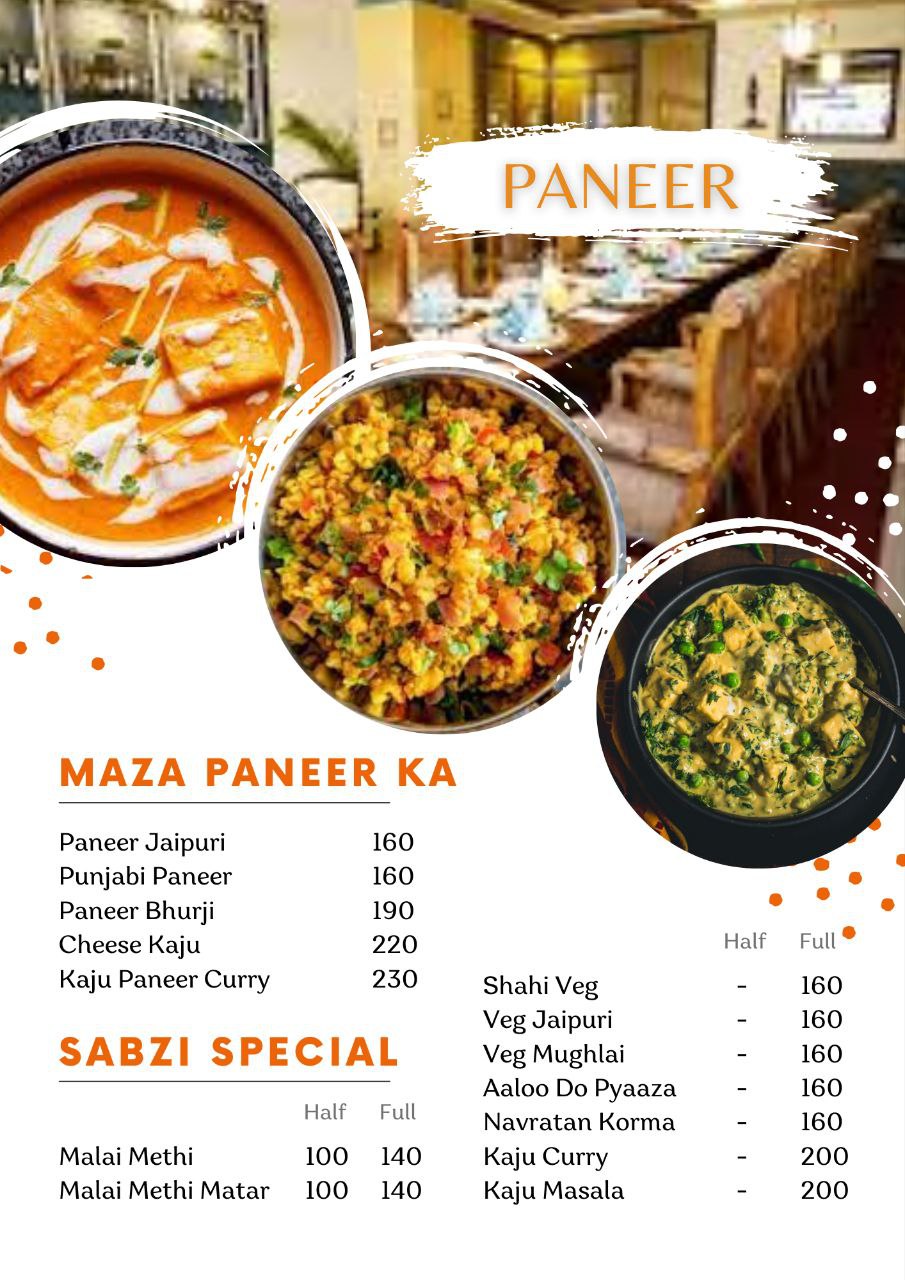 PANEER
MAZA PANEER KA
Paneer Jaipuri 160
Punjabi Paneer 160
Paneer Bhurji 190
Cheese Kaju 220
Kaju Paneer Curry 230
SABZI SPECIAL
Half Full
Malai Methi 100 140
Malai Methi Matar 100 140
Half Full
Shahi Veg - 160
Veg Jaipuri - 160
Veg Mughlai - 160
Aaloo Do Pyaaza - 160
Navratan Korma - 160
Kaju Curry - 200
Kaju Masala - 200